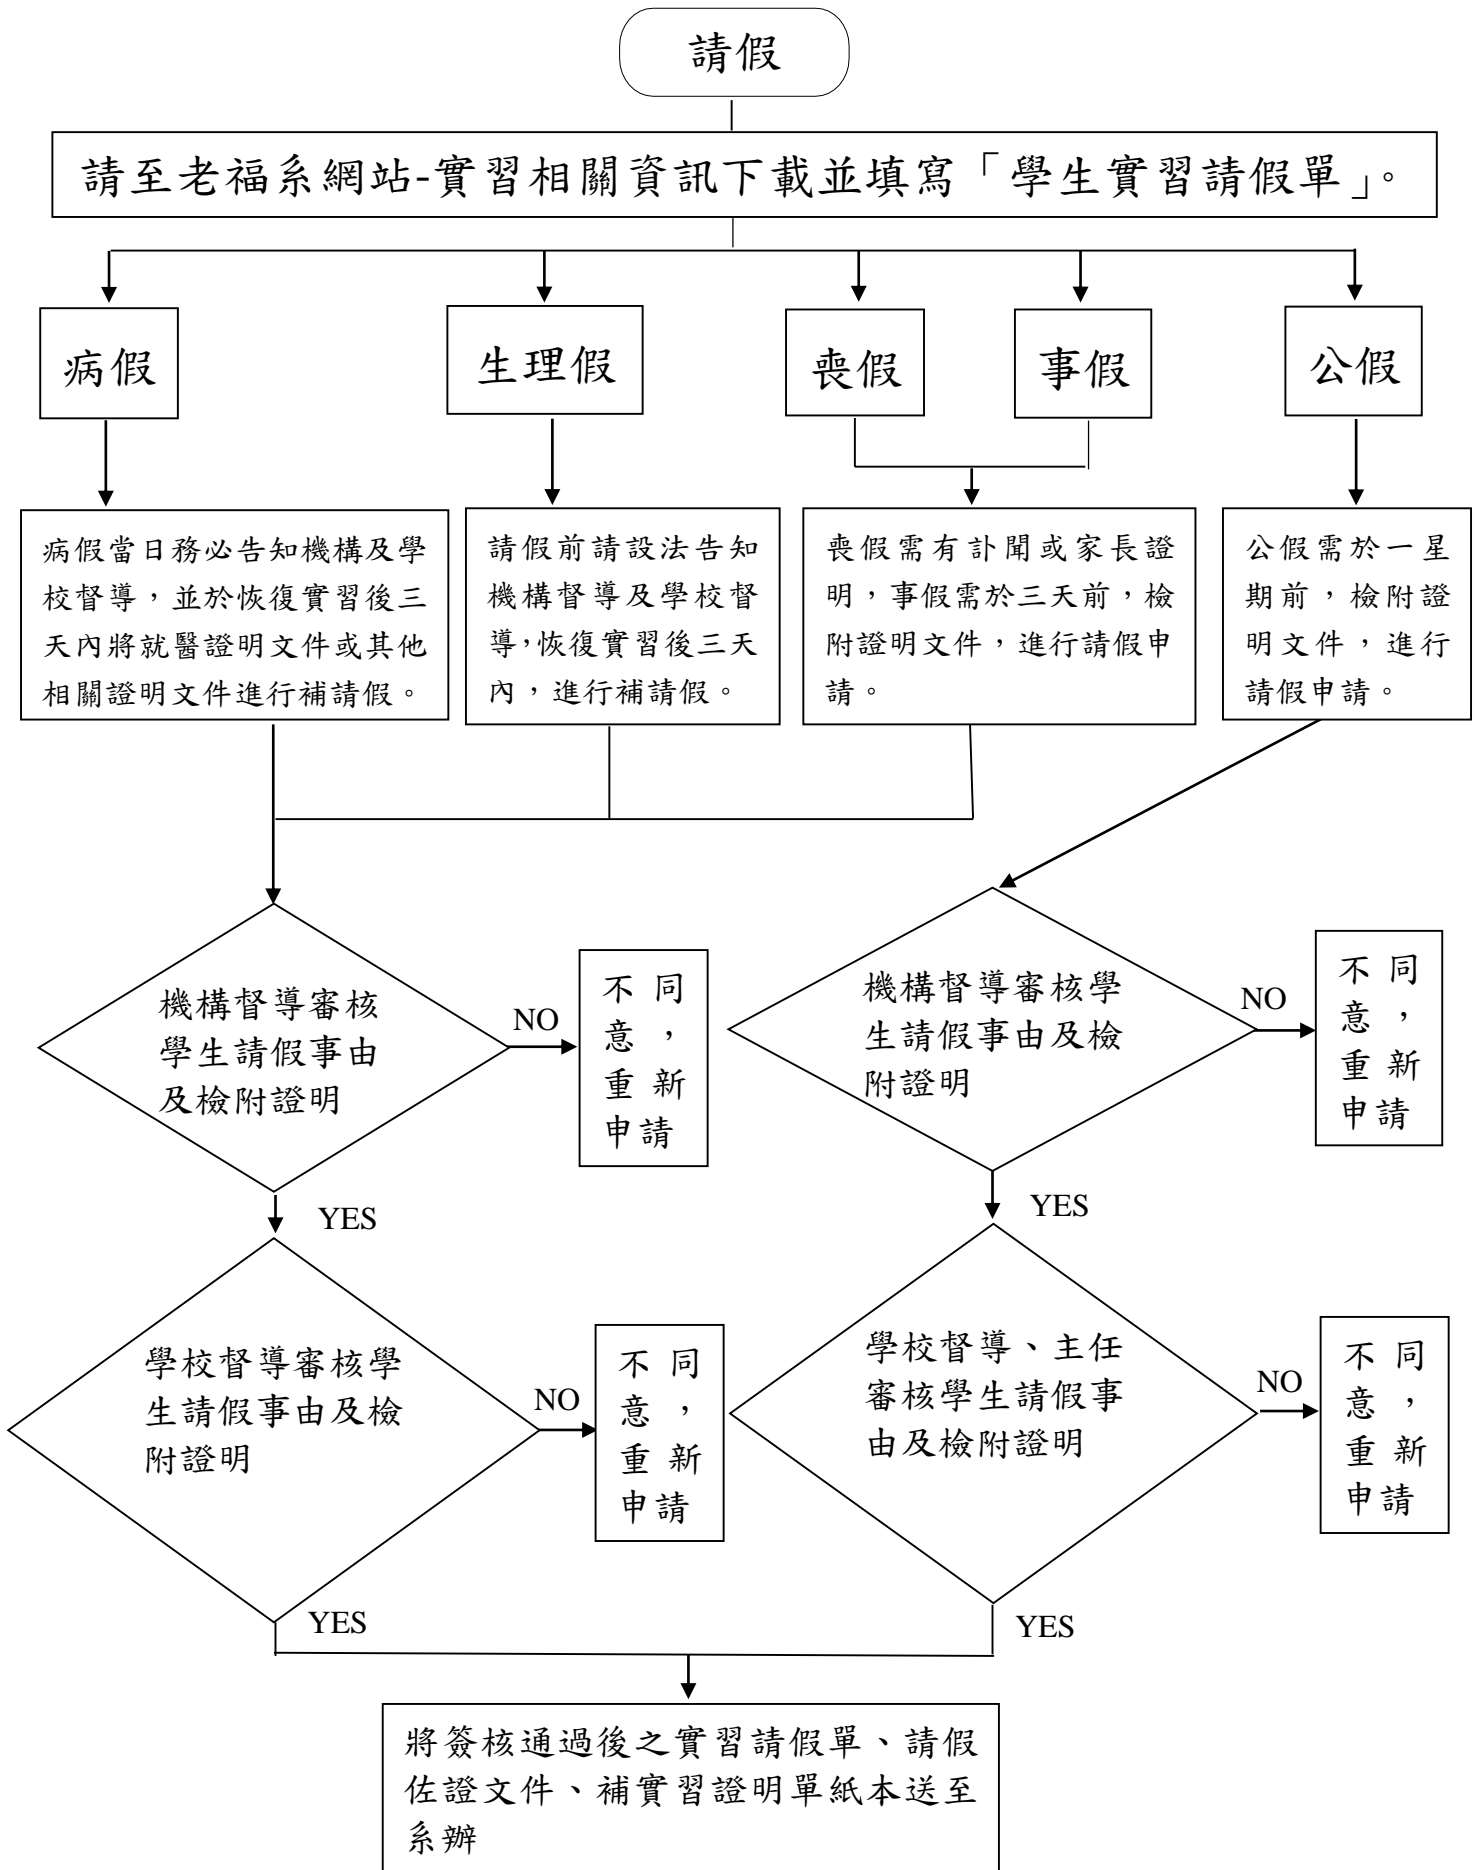 請假
請至老福系網站-實習相關資訊下載並填寫「學生實習請假單」。
病假
生理假
喪假
事假
公假
病假當日務必告知機構及學
校督導，並於恢復實習後三
天內將就醫證明文件或其他
相關證明文件進行補請假。
請假前請設法告知
機構督導及學校督
導，恢復實習後三天
內，進行補請假。
喪假需有訃聞或家長證
明，事假需於三天前，檢
附證明文件，進行請假申
請。
公假需於一星
期前，檢附證
明文件，進行
請假申請。
機構督導審核
學生請假事由
及檢附證明
NO
不同
意，
重新
申請
機構督導審核學
生請假事由及檢
附證明
NO
不同
意，
重新
申請
YES
YES
學校督導審核學
生請假事由及檢
附證明
NO
不同
意，
重新
申請
學校督導、主任
審核學生請假事
由及檢附證明
NO
不同
意，
重新
申請
YES
YES
將簽核通過後之實習請假單、請假
佐證文件、補實習證明單紙本送至
系辦